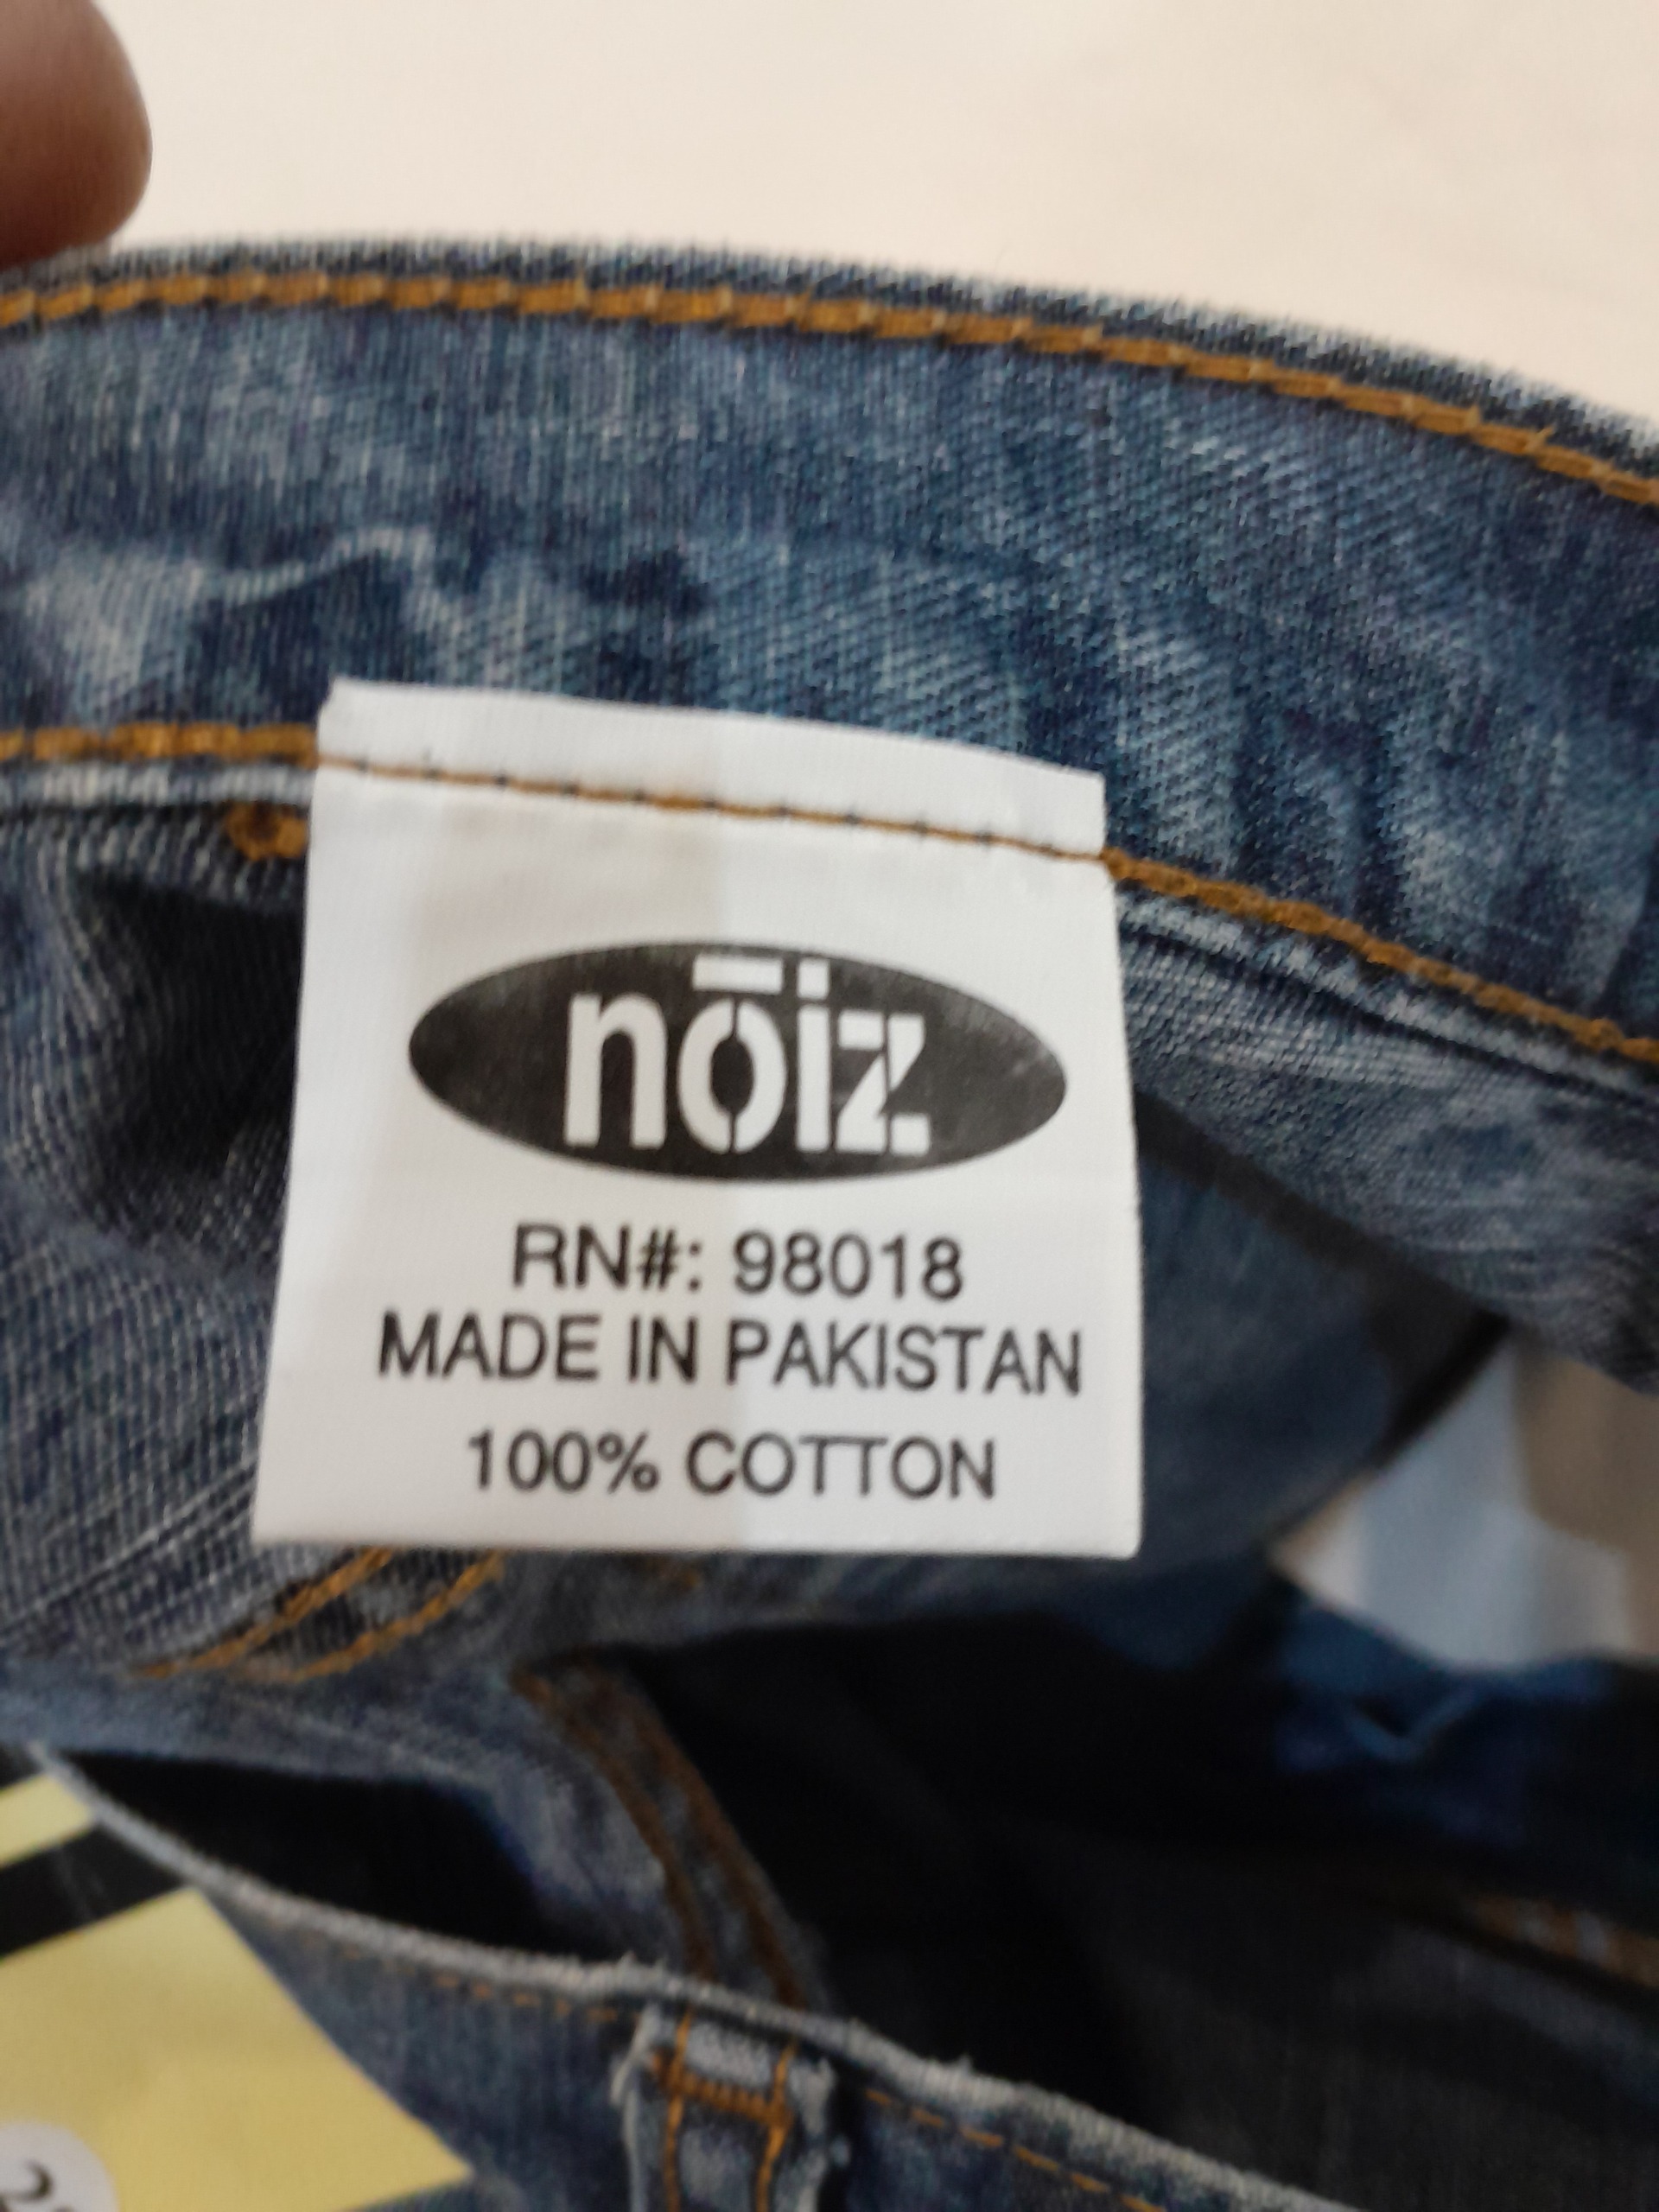 nōiz
RN#: 98018
MADE IN PAKISTAN
100% COTTON